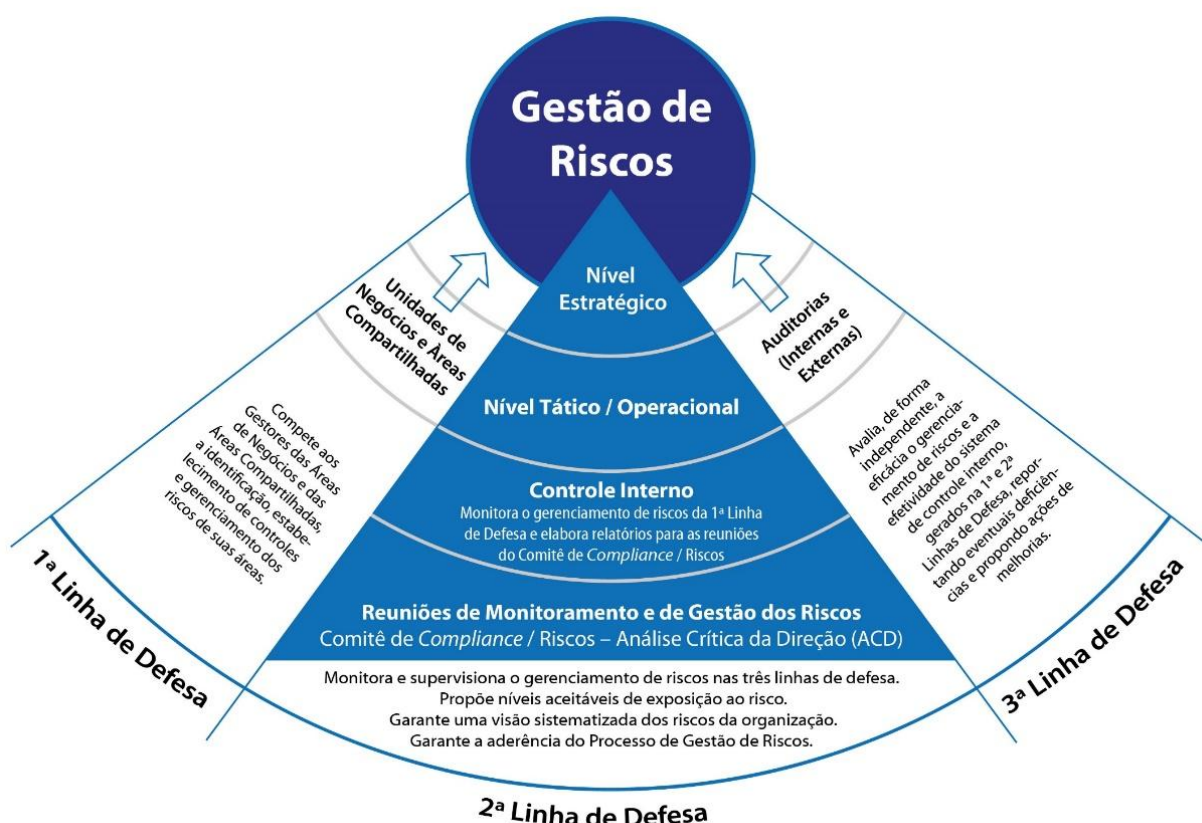 Gestão de
Riscos
Nível
Estratégico
Nível Tático / Operacional
Controle Interno
Monitora o gerenciamento de riscos da 1ª Linha
de Defesa e elabora relatórios para as reuniões
do Comitê de Compliance / Riscos
Reuniões de Monitoramento e de Gestão dos Riscos
Comitê de Compliance / Riscos – Análise Crítica da Direção (ACD)
Monitora e supervisiona o gerenciamento de riscos nas três linhas de defesa.
Propõe níveis aceitáveis de exposição ao risco.
Garante uma visão sistematizada dos riscos da organização.
Garante a aderência do Processo de Gestão de Riscos.
2ª Linha de Defesa
Unidades de
Negócios e Áreas
Compartilhadas
Compete aos
Gestores das Áreas
de Negócios e das
Áreas Compartilhadas,
a identificação, estabe-
lecimento de controles
e gerenciamento dos
riscos de suas áreas.
1ª Linha de Defesa
Auditorias
(Internas e
Externas)
Avalia, de forma
independente, a
eficácia o gerencia-
mento de riscos e a
efetividade do sistema
de controle interno,
gerados na 1ª e 2ª
Linhas de Defesa, repor-
tando eventuais deficiên-
cias e propondo ações de
melhorias.
3ª Linha de Defesa